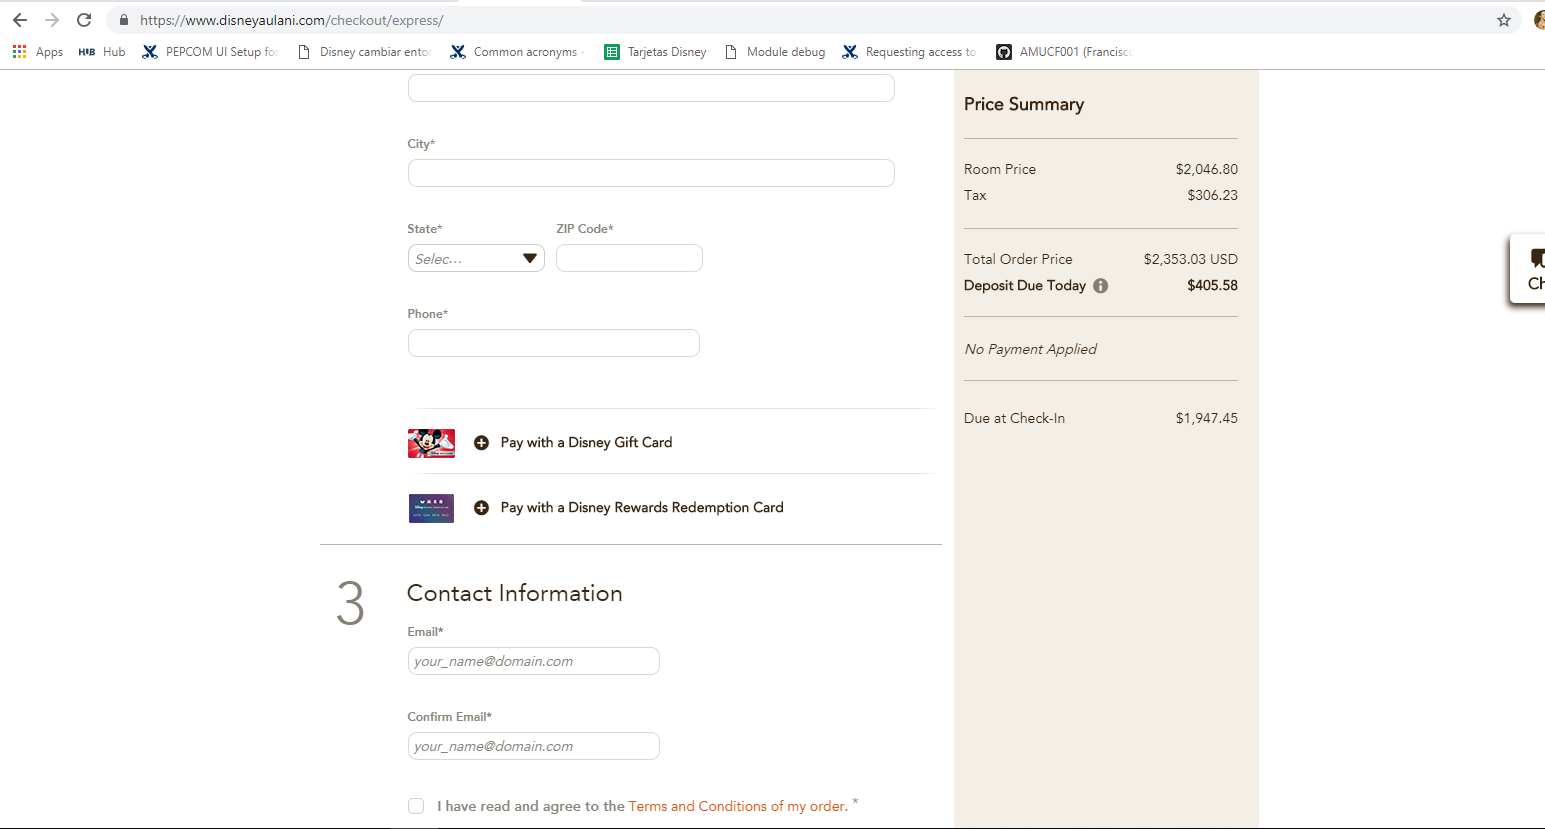 https://www.disneyaulani.com/checkout/express/
Apps HUB Hub PEPCOM UI Setup for Disney cambiar entor Common acronyms - Tarjetas Disney Module debug Requesting access to AMUCF001 (Francisco
City*
State* ZIP Code*
Selec...
Phone*
Pay with a Disney Gift Card
Pay with a Disney Rewards Redemption Card
3 Contact Information
Email*
your_name@domain.com
Confirm Email*
your_name@domain.com
I have read and agree to the Terms and Conditions of my order. *
Price Summary
Room Price $2,046.80
Tax $306.23
Total Order Price $2,353.03 USD
Deposit Due Today $405.58
No Payment Applied
Due at Check-In $1,947.45
Ch